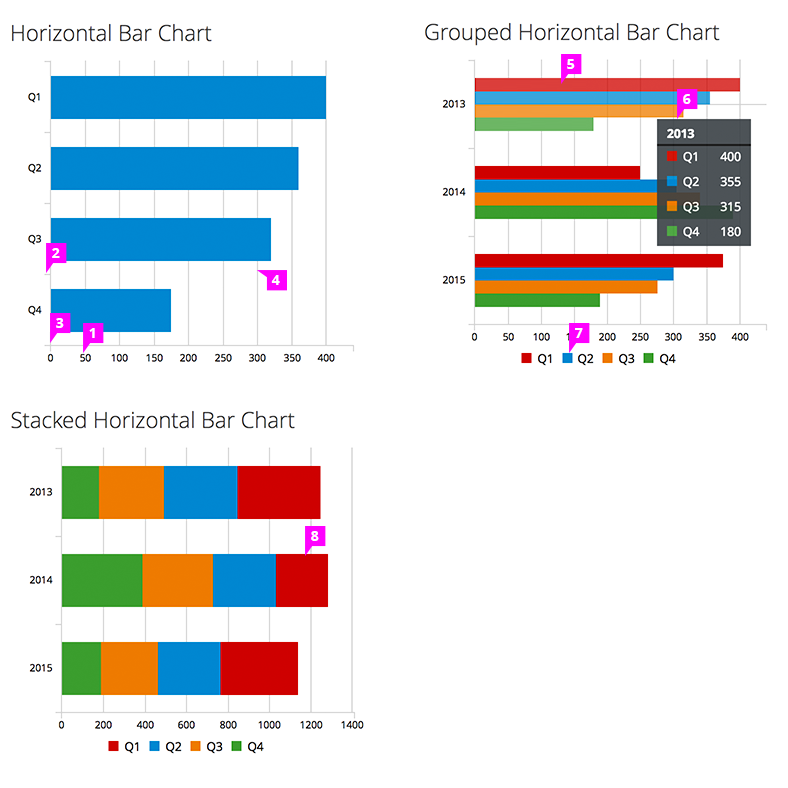 Horizontal Bar Chart
Q1
Q2
Q3
2
4
Q4
3
1
0 50 100 150 200 250 300 350 400
Grouped Horizontal Bar Chart
5
2013
6
2013
Q1 400
Q2 355
Q3 315
Q4 180
2014
2015
7
0 50 100 150 200 250 300 350 400
Q1 Q2 Q3 Q4
Stacked Horizontal Bar Chart
2013
8
2014
2015
0 200 400 600 800 1000 1200 1400
Q1 Q2 Q3 Q4